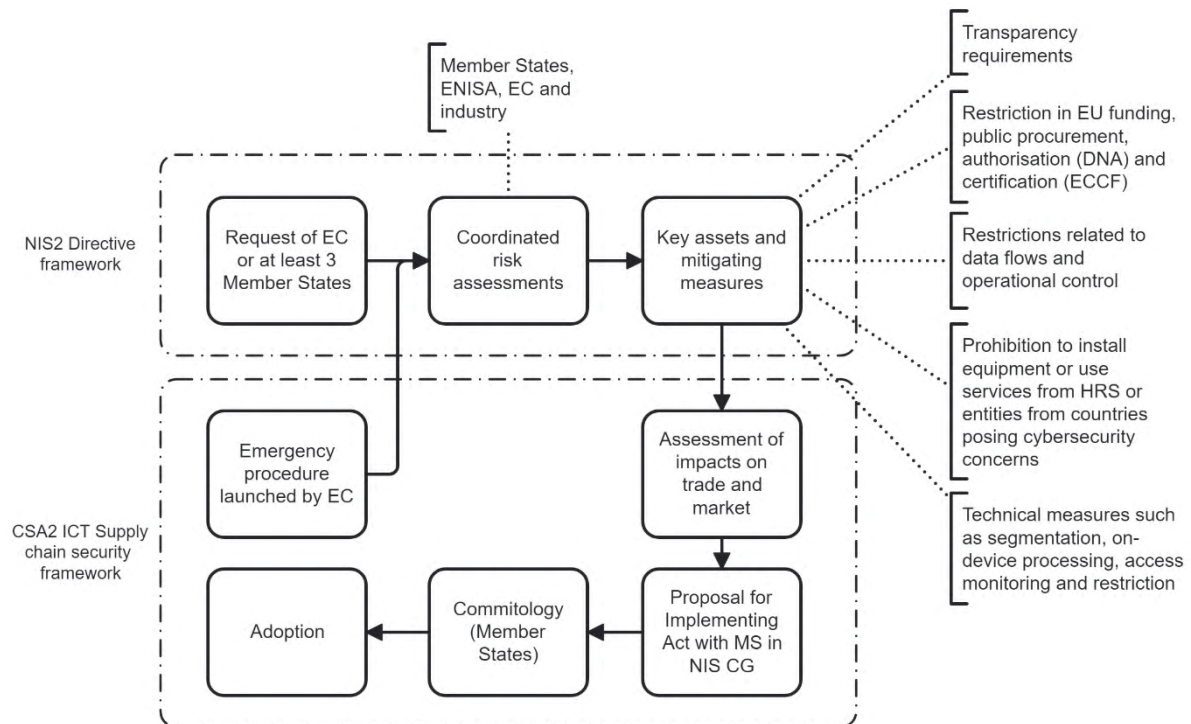 Member States,
ENISA, EC and
industry
Transparency
requirements
Restriction in EU funding,
public procurement,
authorisation (DNA) and
certification (ECCF)
NIS2 Directive
framework
Request of EC
or at least 3
Member States
Coordinated
risk
assessments
Key assets and
mitigating
measures
Restrictions related to
data flows and
operational control
Prohibition to install
equipment or use
services from HRS or
entities from countries
posing cybersecurity
concerns
CSA2 ICT Supply
chain security
framework
Emergency
procedure
launched by EC
Assessment of
impacts on
trade and
market
Technical measures such
as segmentation, on-
device processing, access
monitoring and restriction
Adoption
Commitology
(Member
States)
Proposal for
Implementing
Act with MS in
NIS CG